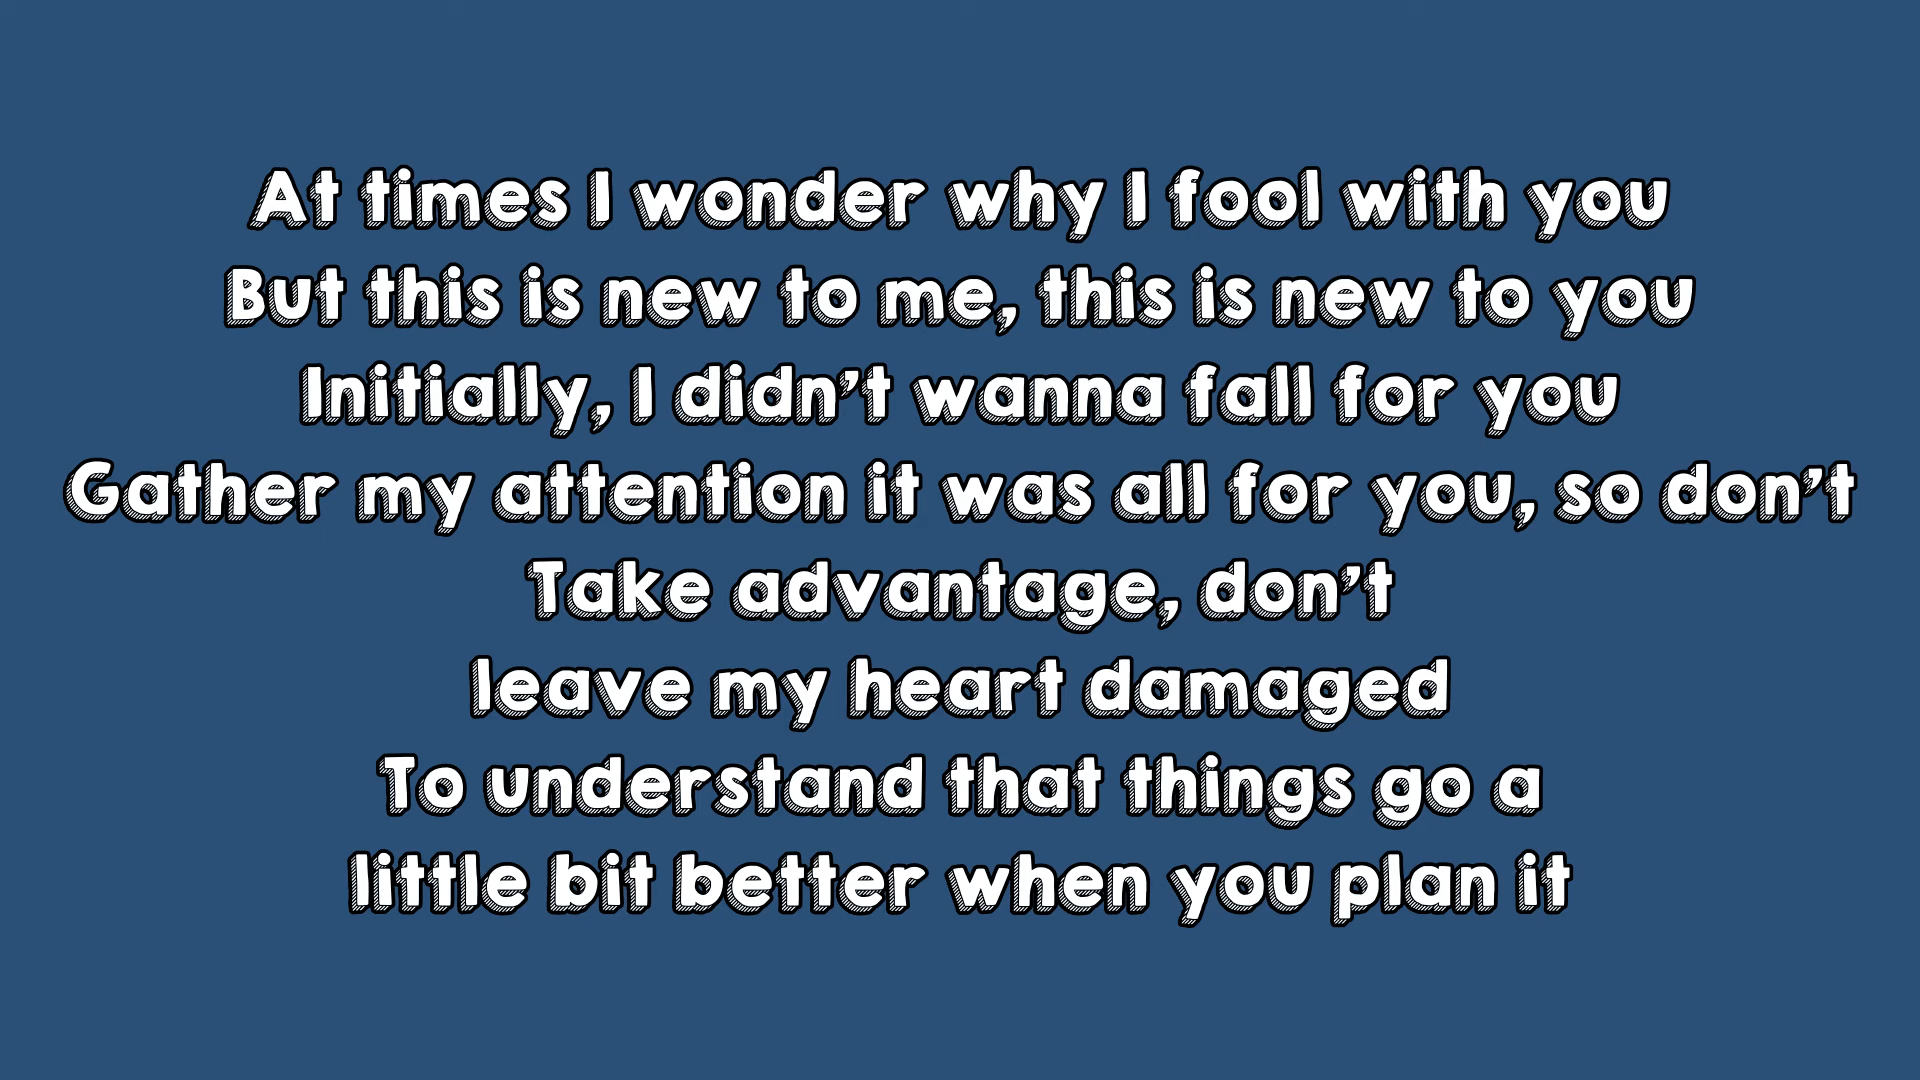 At times I wonder why I fool with you
But this is new to me, this is new to you
Initially, I didn't wanna fall for you
Gather my attention it was all for you, so don't
Take advantage, don't
leave my heart damaged
To understand that things go a
little bit better when you plan it